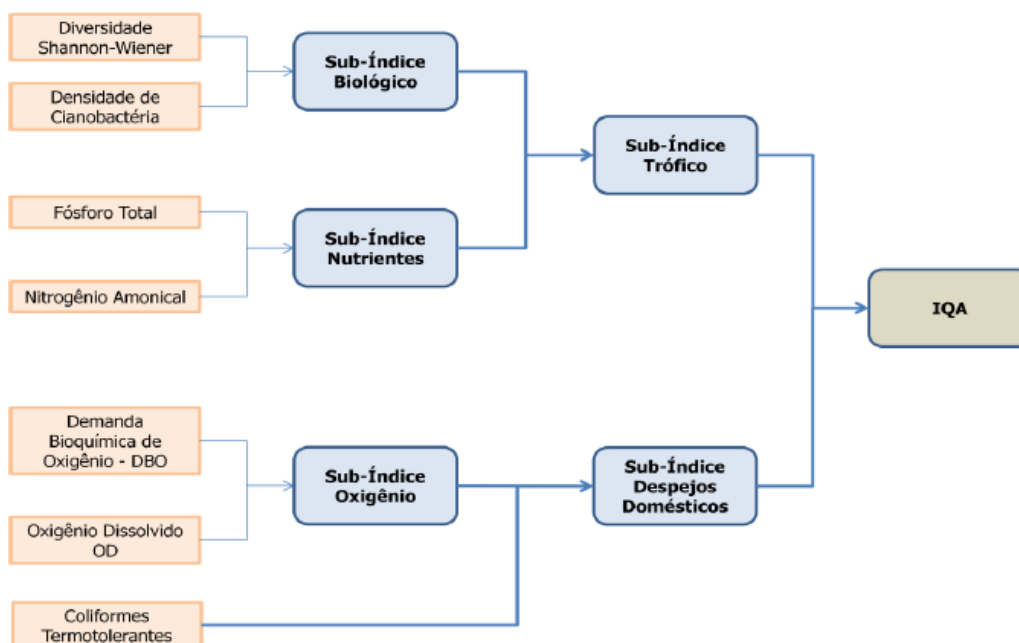 Diversidade
Shannon-Wiener
Densidade de
Cianobactéria
Sub-Índice
Biológico
Fósforo Total
Nitrogênio Amonical
Sub-Índice
Nutrientes
Sub-Índice
Trófico
Demanda
Bioquímica de
Oxigênio - DBO
Oxigênio Dissolvido
OD
Sub-Índice
Oxigênio
Coliformes
Termotolerantes
Sub-Índice
Despejos
Domésticos
IQA